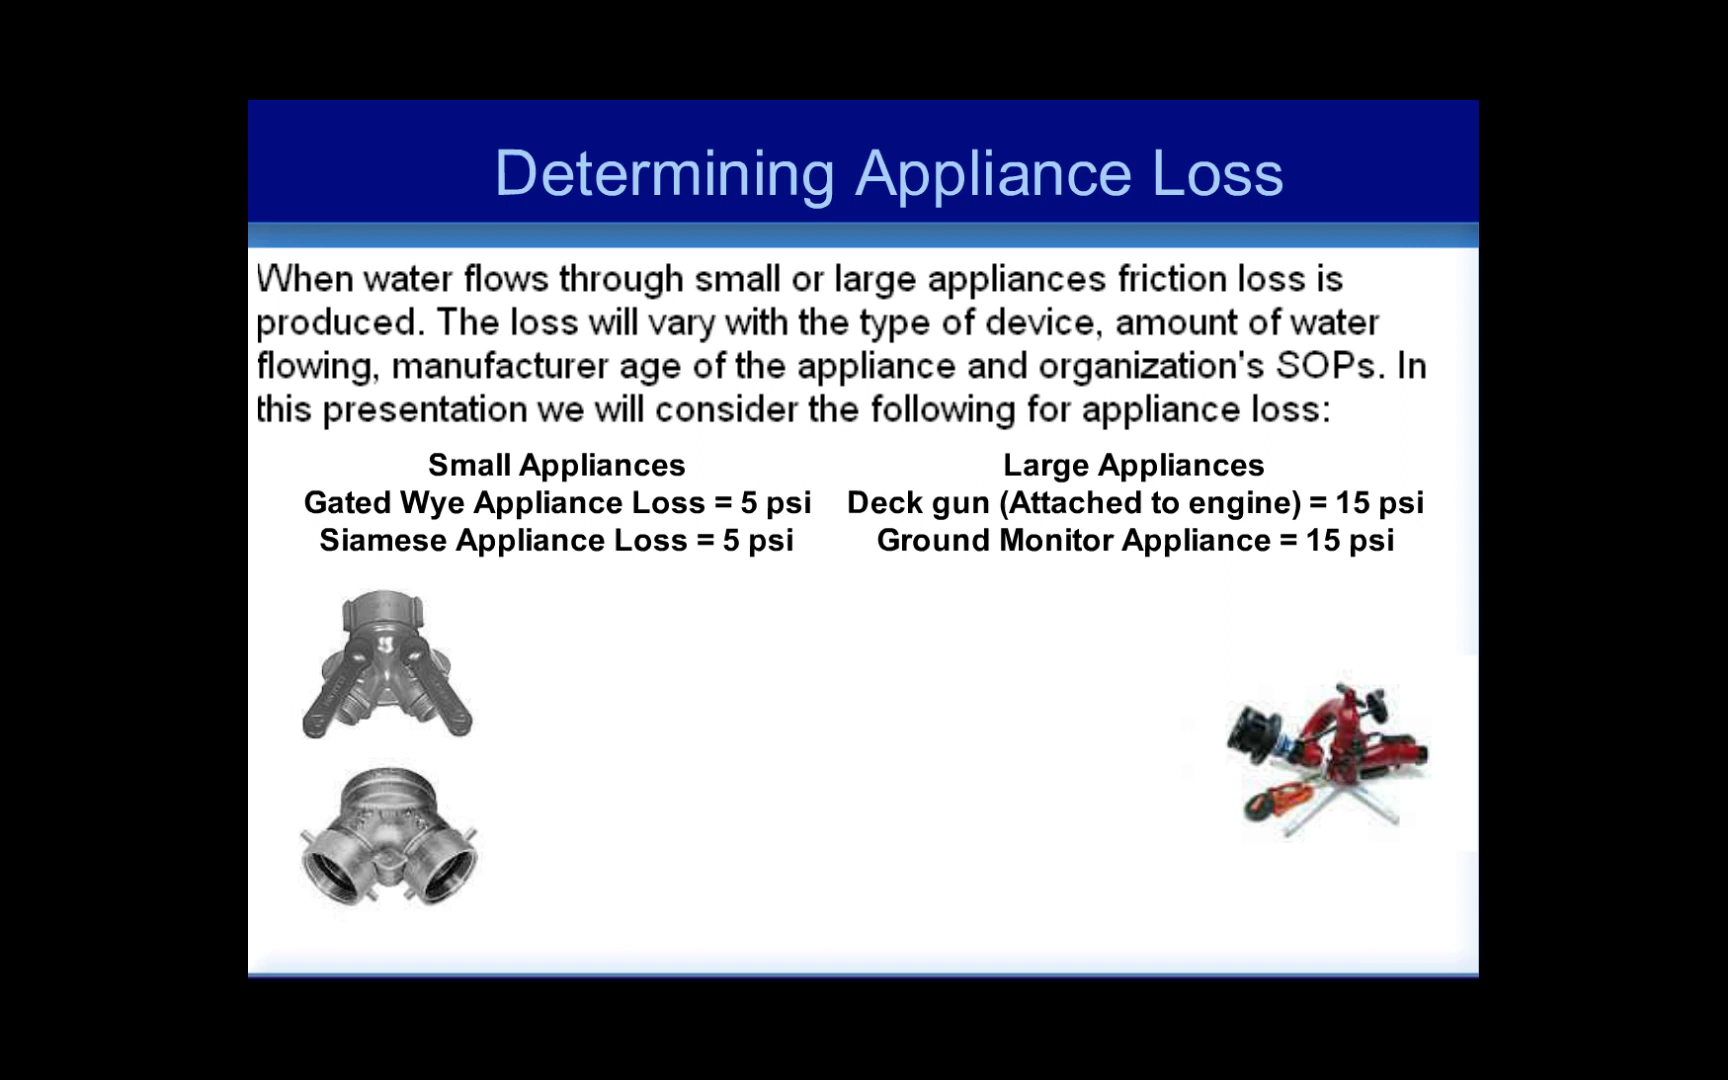 Determining Appliance Loss
When water flows through small or large appliances friction loss is
produced. The loss will vary with the type of device, amount of water
flowing, manufacturer age of the appliance and organization's SOPs. In
this presentation we will consider the following for appliance loss:
Small Appliances
Gated Wye Appliance Loss = 5 psi
Siamese Appliance Loss = 5 psi
Large Appliances
Deck gun (Attached to engine) = 15 psi
Ground Monitor Appliance = 15 psi